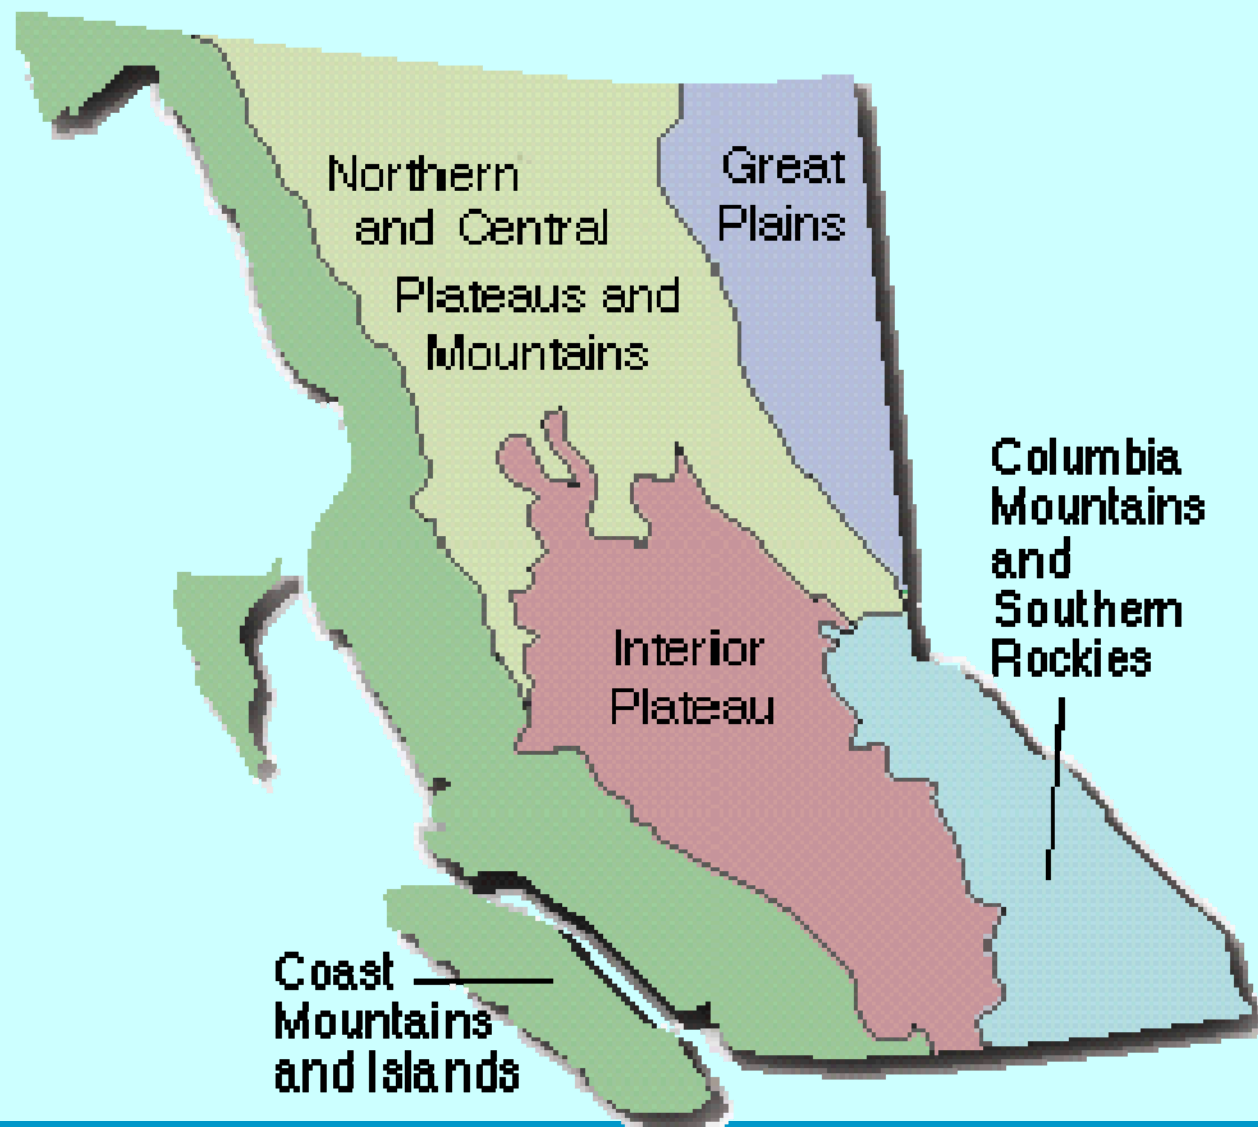 Northern
and Central
Plateaus and
Mountains
Great
Plains
Columbia
Mountains
and
Southern
Rockies
Interior
Plateau
Coast
Mountains
and Islands